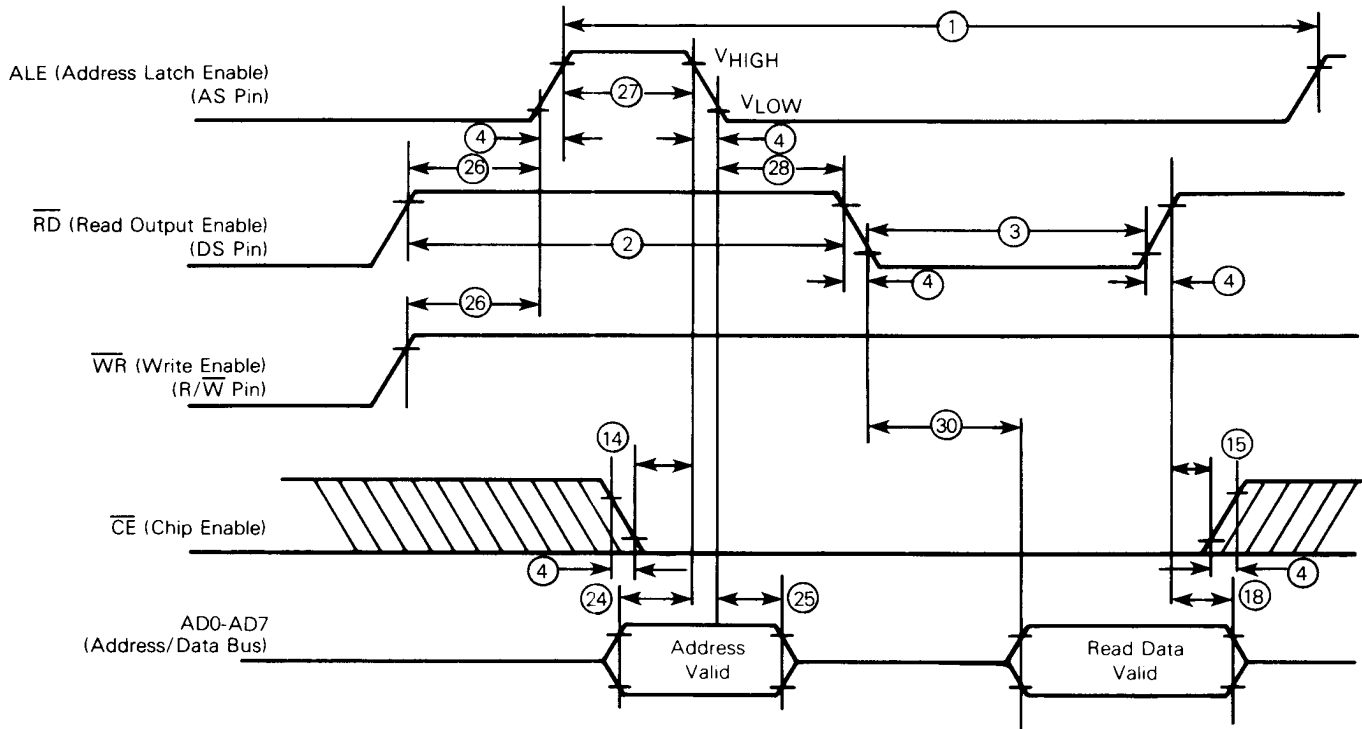 1
ALE (Address Latch Enable)
(AS Pin)
VHIGH
27
VLOW
4
4
26
28
RD (Read Output Enable)
(DS Pin)
2
3
4
4
26
WR (Write Enable)
(R/W Pin)
30
14
15
CE (Chip Enable)
4
4
24
25
18
AD0-AD7
(Address/Data Bus)
Address
Valid
Read Data
Valid